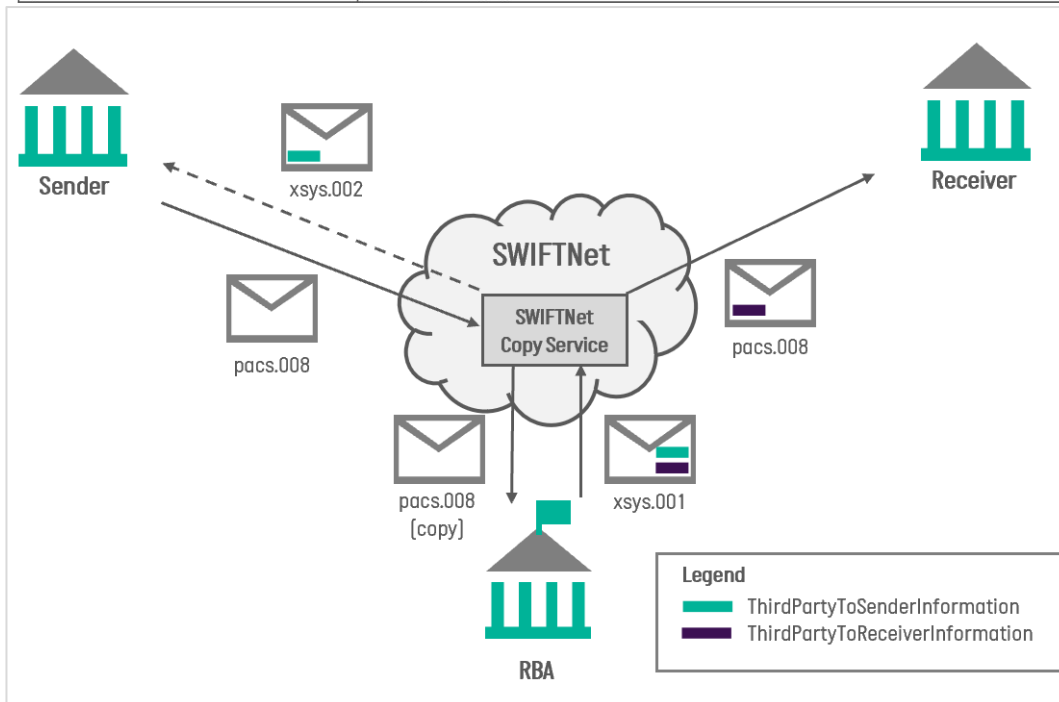 Sender
xsys.002
pacs.008
SWIFTNet
SWIFTNet
Copy Service
Receiver
pacs.008
pacs.008
(copy)
xsys.001
RBA
Legend
ThirdPartyToSenderInformation
ThirdPartyToReceiverInformation